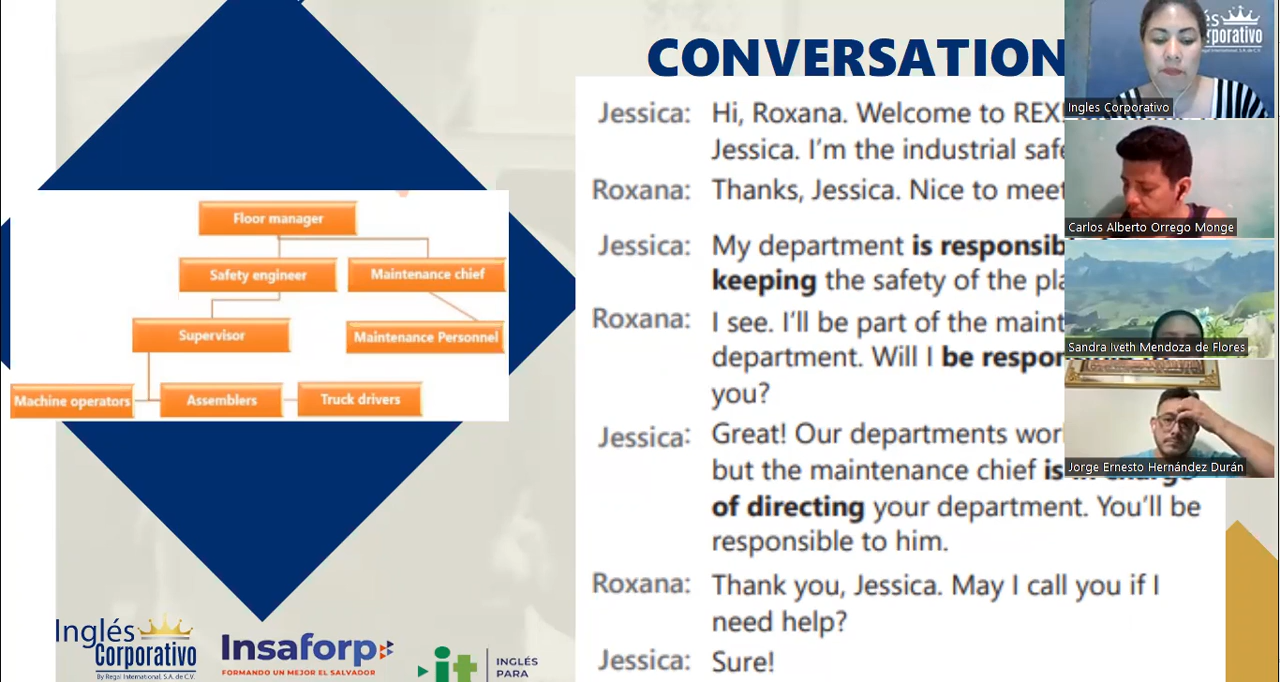 CONVERSATION
Jessica: Hi, Roxana. Welcome to REX
Jessica. I'm the industrial safe
Roxana: Thanks, Jessica. Nice to meet
Jessica: My department is responsib
keeping the safety of the pla
Roxana: I see. I'll be part of the maint
department. Will I be respon
you?
Jessica: Great! Our departments wor
but the maintenance chief is in charge
of directing your department. You'll be
responsible to him.
Roxana: Thank you, Jessica. May I call you if I
need help?
Jessica: Sure!
Floor manager
Safety engineer
Maintenance chief
Supervisor
Maintenance Personnel
Machine operators
Assemblers
Truck drivers
Inglés
Corporativo
By Regal International, S.A. de C.V.
Insaforp
FORMANDO UN MEJOR EL SALVADOR
it
INGLÉS
PARA
és
rporativo
Regal International, S.A. de C.V.
Ingles Corporativo
Carlos Alberto Orrego Monge
Sandra Iveth Mendoza de Flores
Jorge Ernesto Hernández Durán